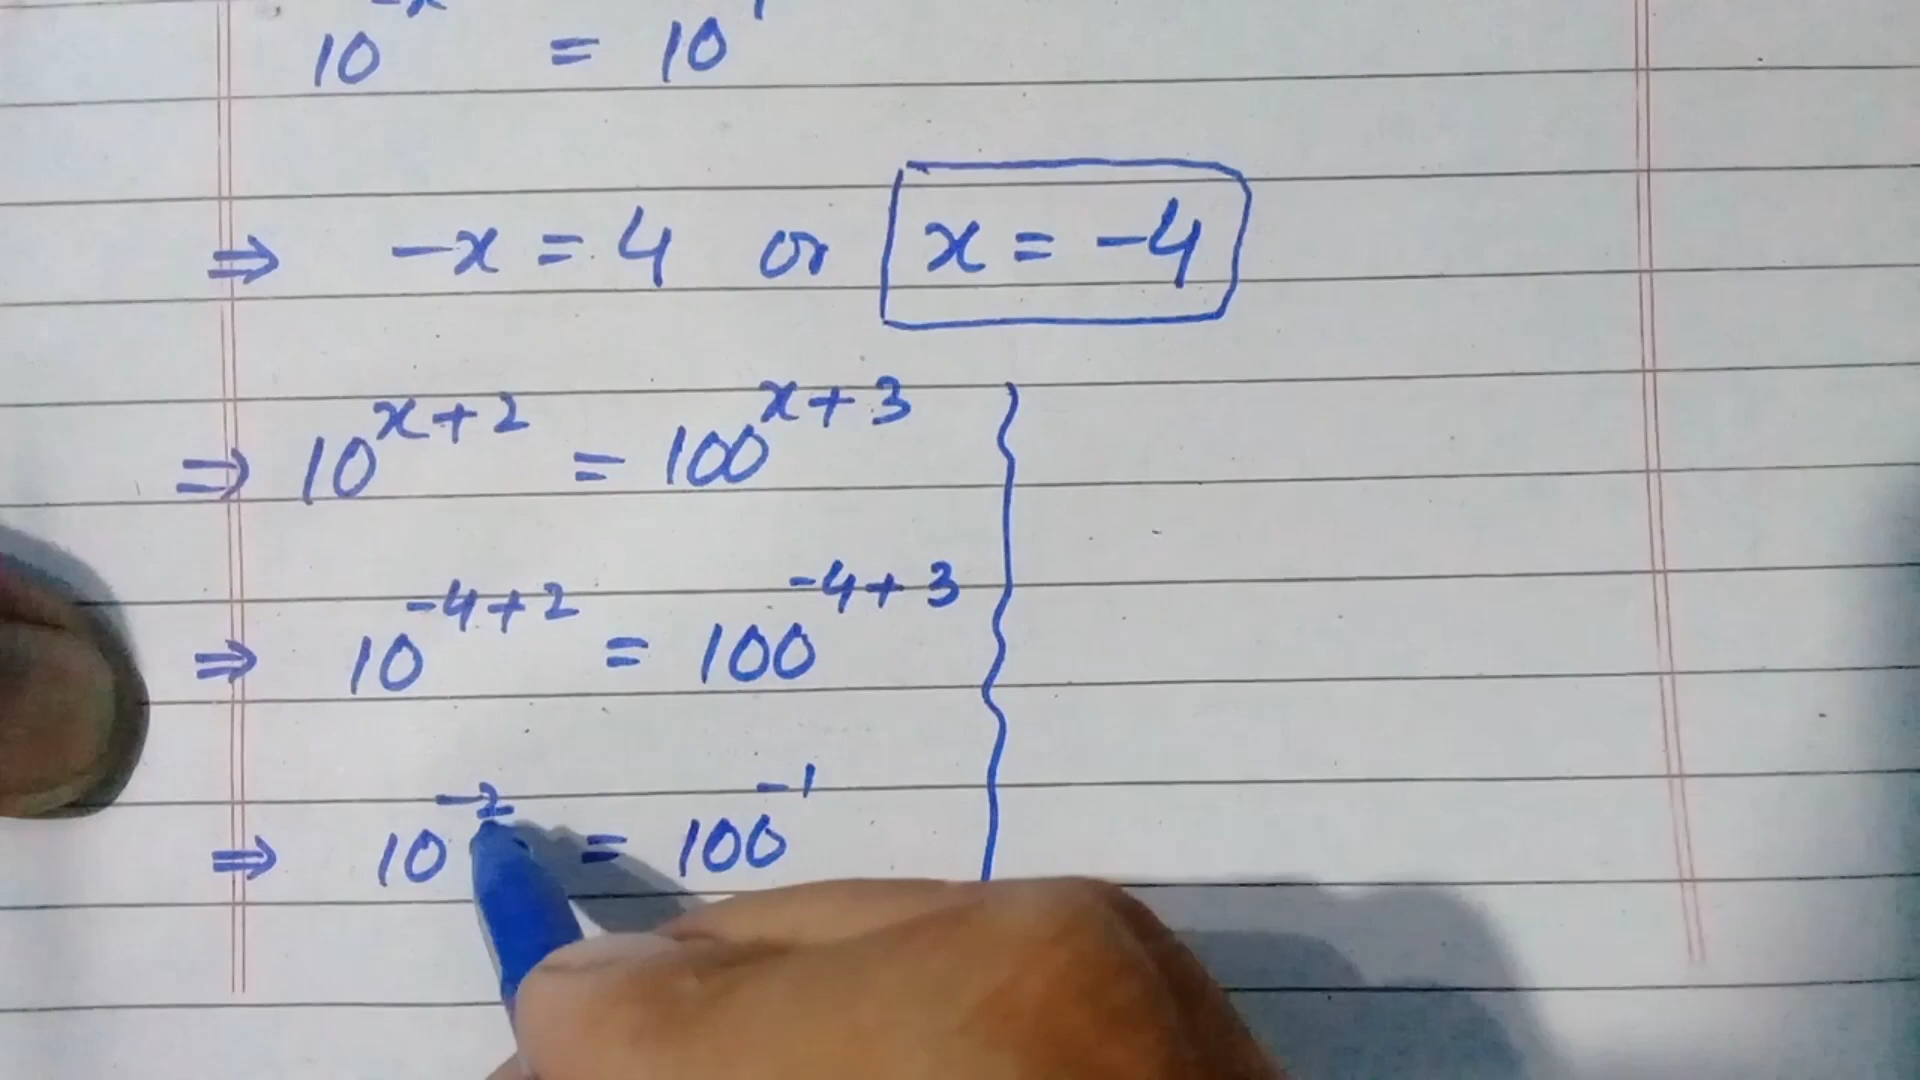 10^-x = 10
⇒ -x = 4 or x = -4
⇒ 10^x+2 = 100^x+3
⇒ 10^-4+2 = 100^-4+3
⇒ 10^-2 = 100^-1